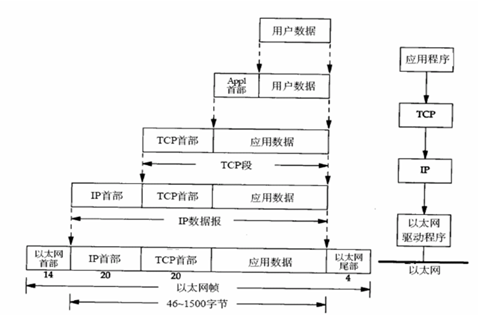 用户数据
应用程序
Appl
首部
用户数据
TCP
TCP首部
应用数据
TCP段
IP
IP首部
TCP首部
应用数据
IP数据报
以太网
驱动程序
以太网
首部
IP首部
TCP首部
应用数据
以太网
尾部
以太网
14
20
20
4
以太网帧
46~1500字节